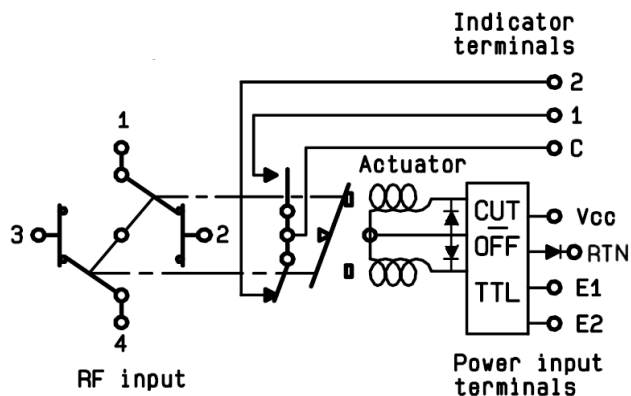 Indicator
terminals
2
1
1
C
Actuator
3
2
CUT
OFF
TTL
Vcc
RTN
E1
E2
4
RF input
Power input
terminals